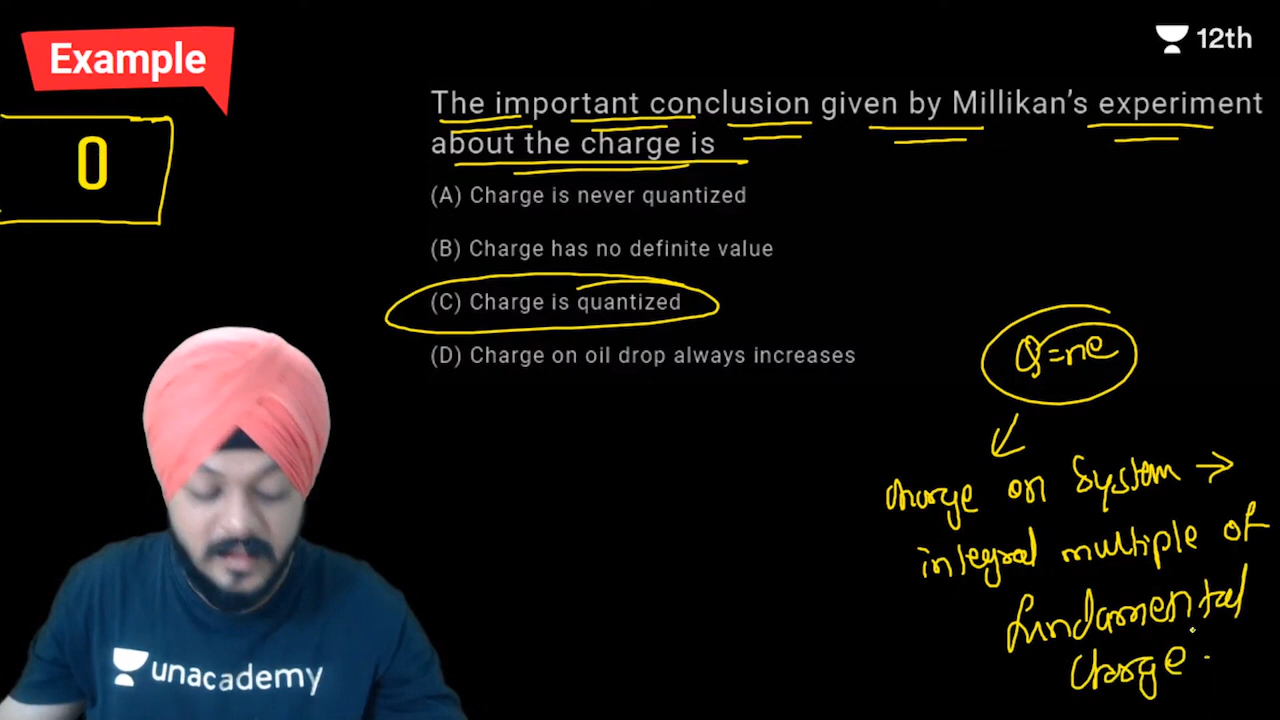 Example
12th
0
The important conclusion given by Millikan’s experiment
about the charge is
(A) Charge is never quantized
(B) Charge has no definite value
(C) Charge is quantized
(D) Charge on oil drop always increases
Q=ne
charge on system →
integral multiple of
fundamental
charge.
unacademy